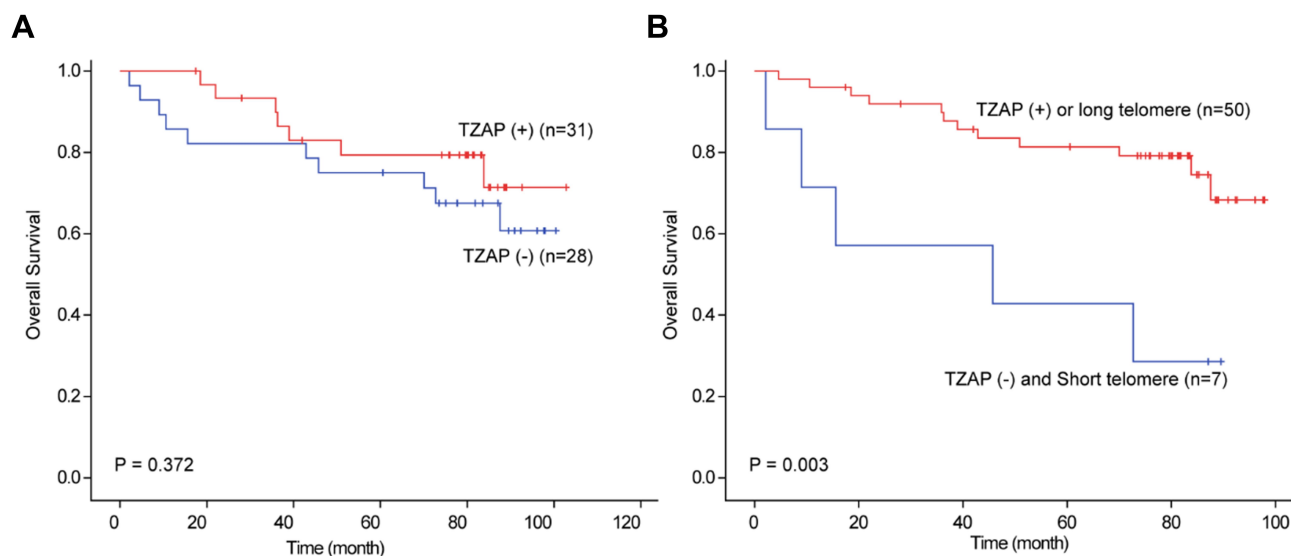 A
Overall Survival
1.0
0.8
0.6
0.4
0.2
0.0
TZAP (+) (n=31)
TZAP (-) (n=28)
P = 0.372
0 20 40 60 80 100 120
Time (month)
B
Overall Survival
1.0
0.8
0.6
0.4
0.2
0.0
TZAP (+) or long telomere (n=50)
TZAP (-) and Short telomere (n=7)
P = 0.003
0 20 40 60 80 100
Time (month)